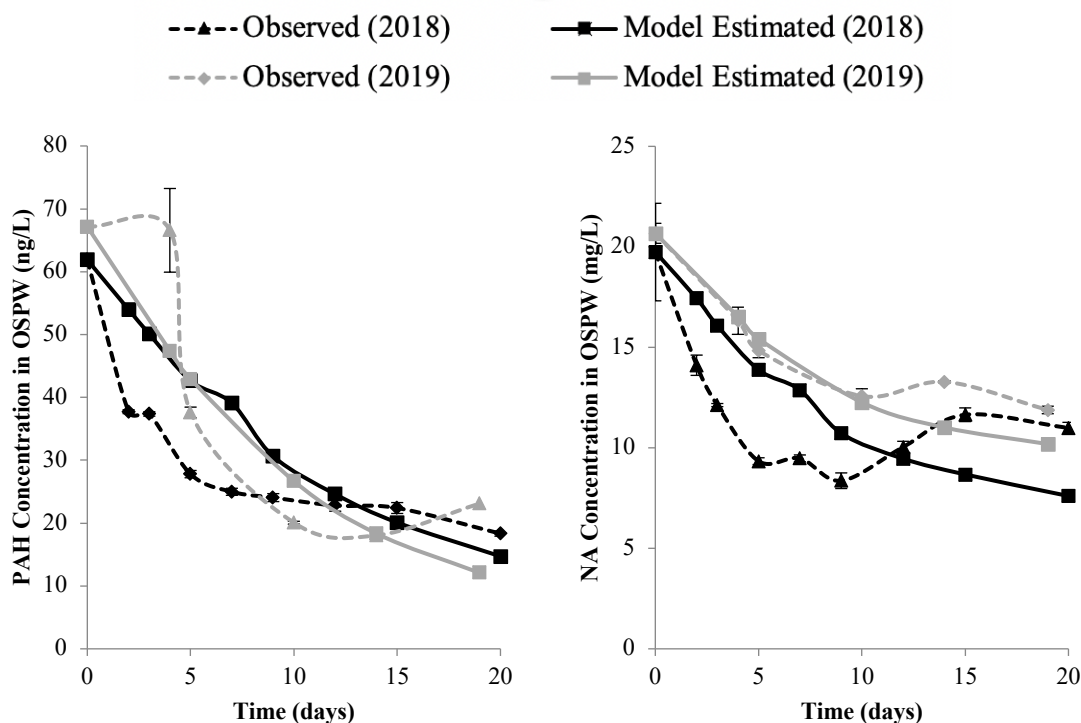 Observed (2018)
Model Estimated (2018)
Observed (2019)
Model Estimated (2019)
PAH Concentration in OSPW (ng/L)
80
70
60
50
40
30
20
10
0
0 5 10 15 20
Time (days)
NA Concentration in OSPW (mg/L)
25
20
15
10
5
0
0 5 10 15 20
Time (days)